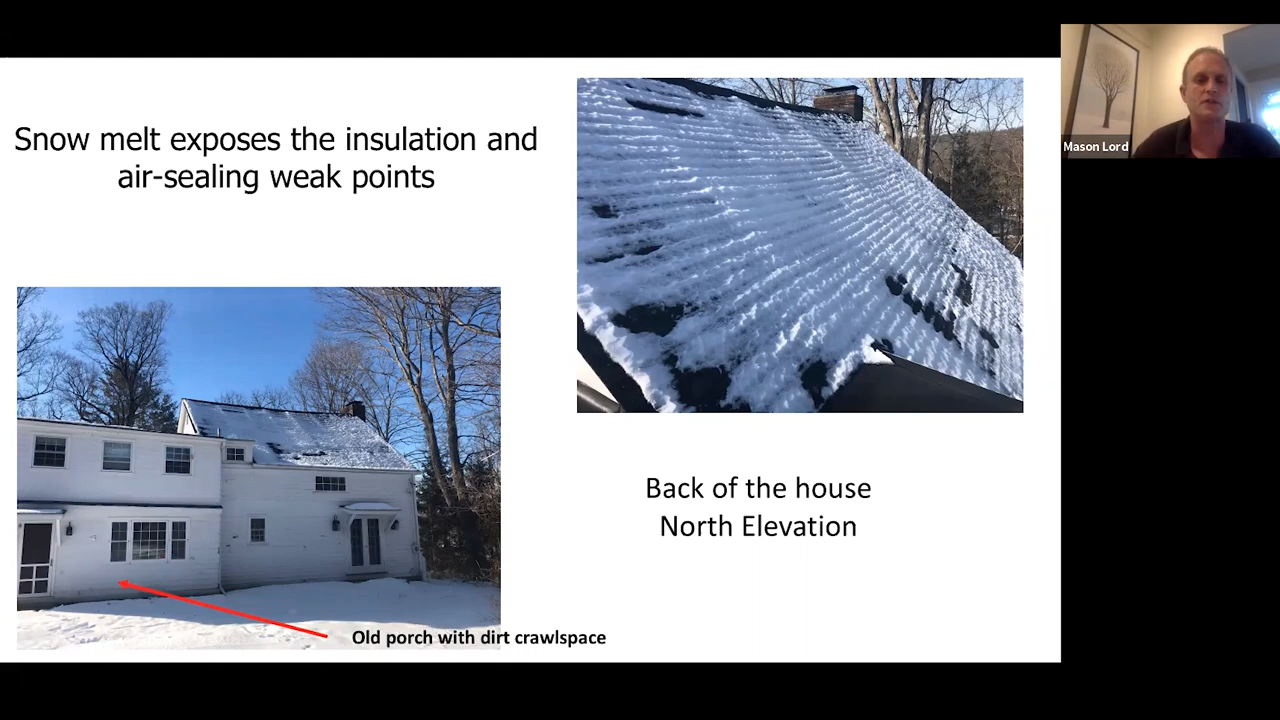 Snow melt exposes the insulation and
air-sealing weak points
Mason Lord
Back of the house
North Elevation
Old porch with dirt crawlspace